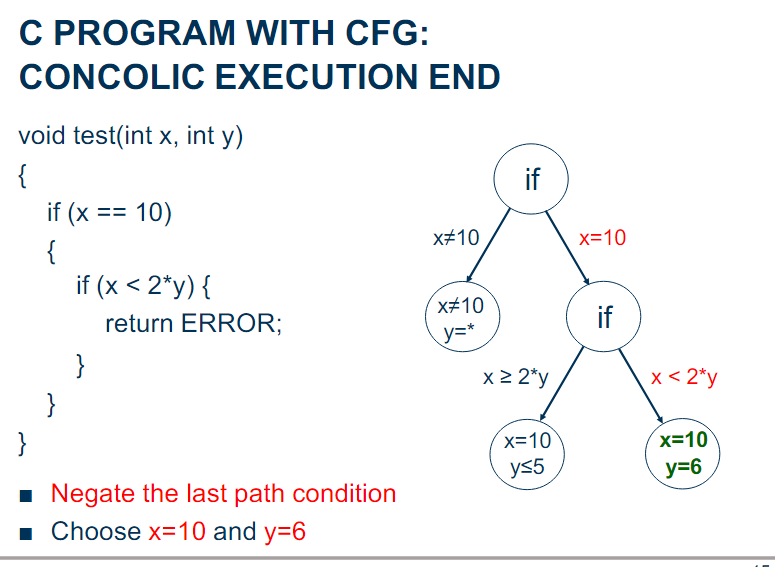 C PROGRAM WITH CFG:
CONCOLIC EXECUTION END
void test(int x, int y)
{
if (x == 10)
{
if (x < 2*y) {
return ERROR;
}
}
}
if
x≠10
x=10
x≠10
y=*
if
x ≥ 2*y
x < 2*y
x=10
y≤5
x=10
y=6
■ Negate the last path condition
■ Choose x=10 and y=6